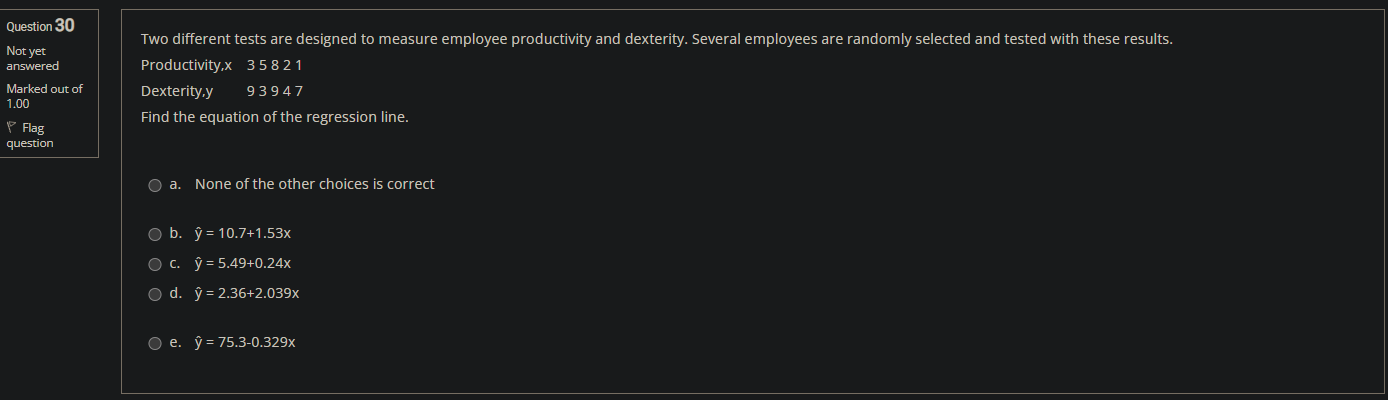 Question 30
Not yet
answered
Marked out of
1.00
Flag
question
Two different tests are designed to measure employee productivity and dexterity. Several employees are randomly selected and tested with these results.
Productivity,x 3 5 8 2 1
Dexterity,y 9 3 9 4 7
Find the equation of the regression line.
a. None of the other choices is correct
b. ŷ = 10.7+1.53x
c. ŷ = 5.49+0.24x
d. ŷ = 2.36+2.039x
e. ŷ = 75.3-0.329x